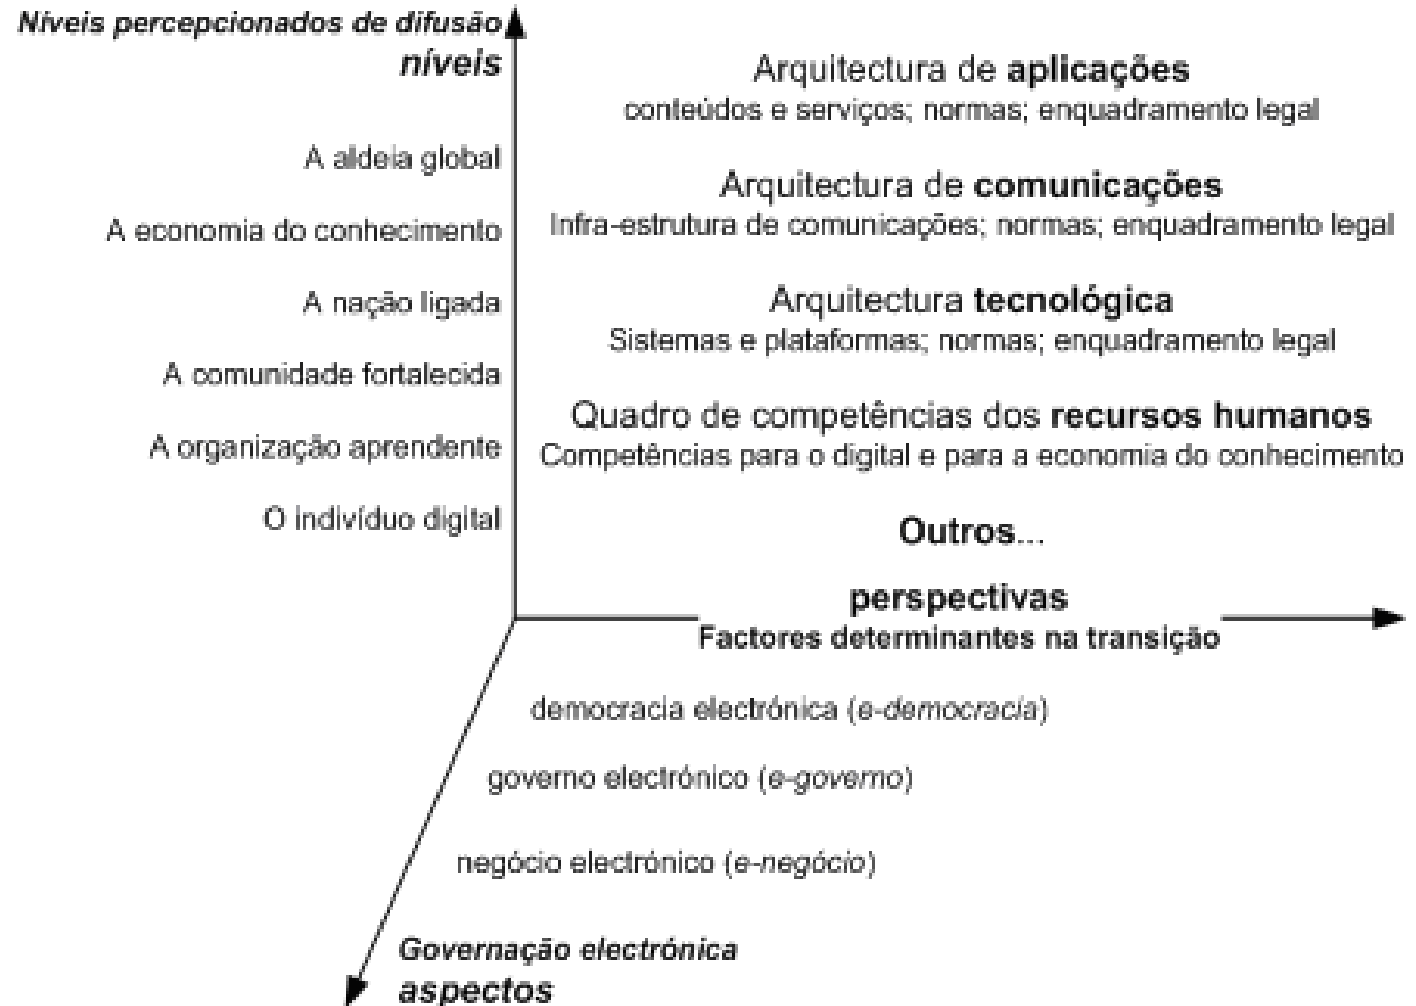 Níveis percepcionados de difusão
níveis
A aldeia global
A economia do conhecimento
A nação ligada
A comunidade fortalecida
A organização aprendente
O indivíduo digital
Arquitectura de aplicações
conteúdos e serviços; normas; enquadramento legal
Arquitectura de comunicações
Infra-estrutura de comunicações; normas; enquadramento legal
Arquitectura tecnológica
Sistemas e plataformas; normas; enquadramento legal
Quadro de competências dos recursos humanos
Competências para o digital e para a economia do conhecimento
Outros...
perspectivas
Factores determinantes na transição
democracia electrónica (e-democracia)
governo electrónico (e-governo)
negócio electrónico (e-negócio)
Governação electrónica
aspectos